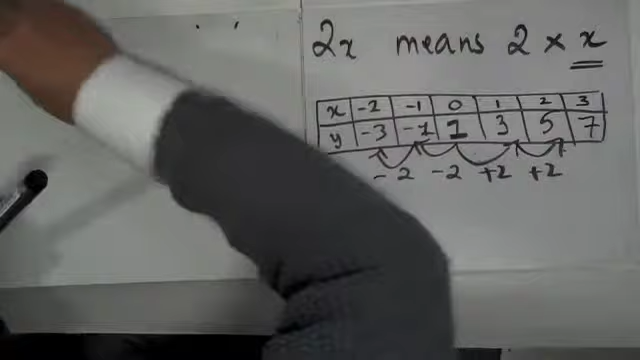 2x means 2 × x
x -2 -1 0 1 2 3
y -3 -1 1 3 5 7
-2 -2 +2 +2